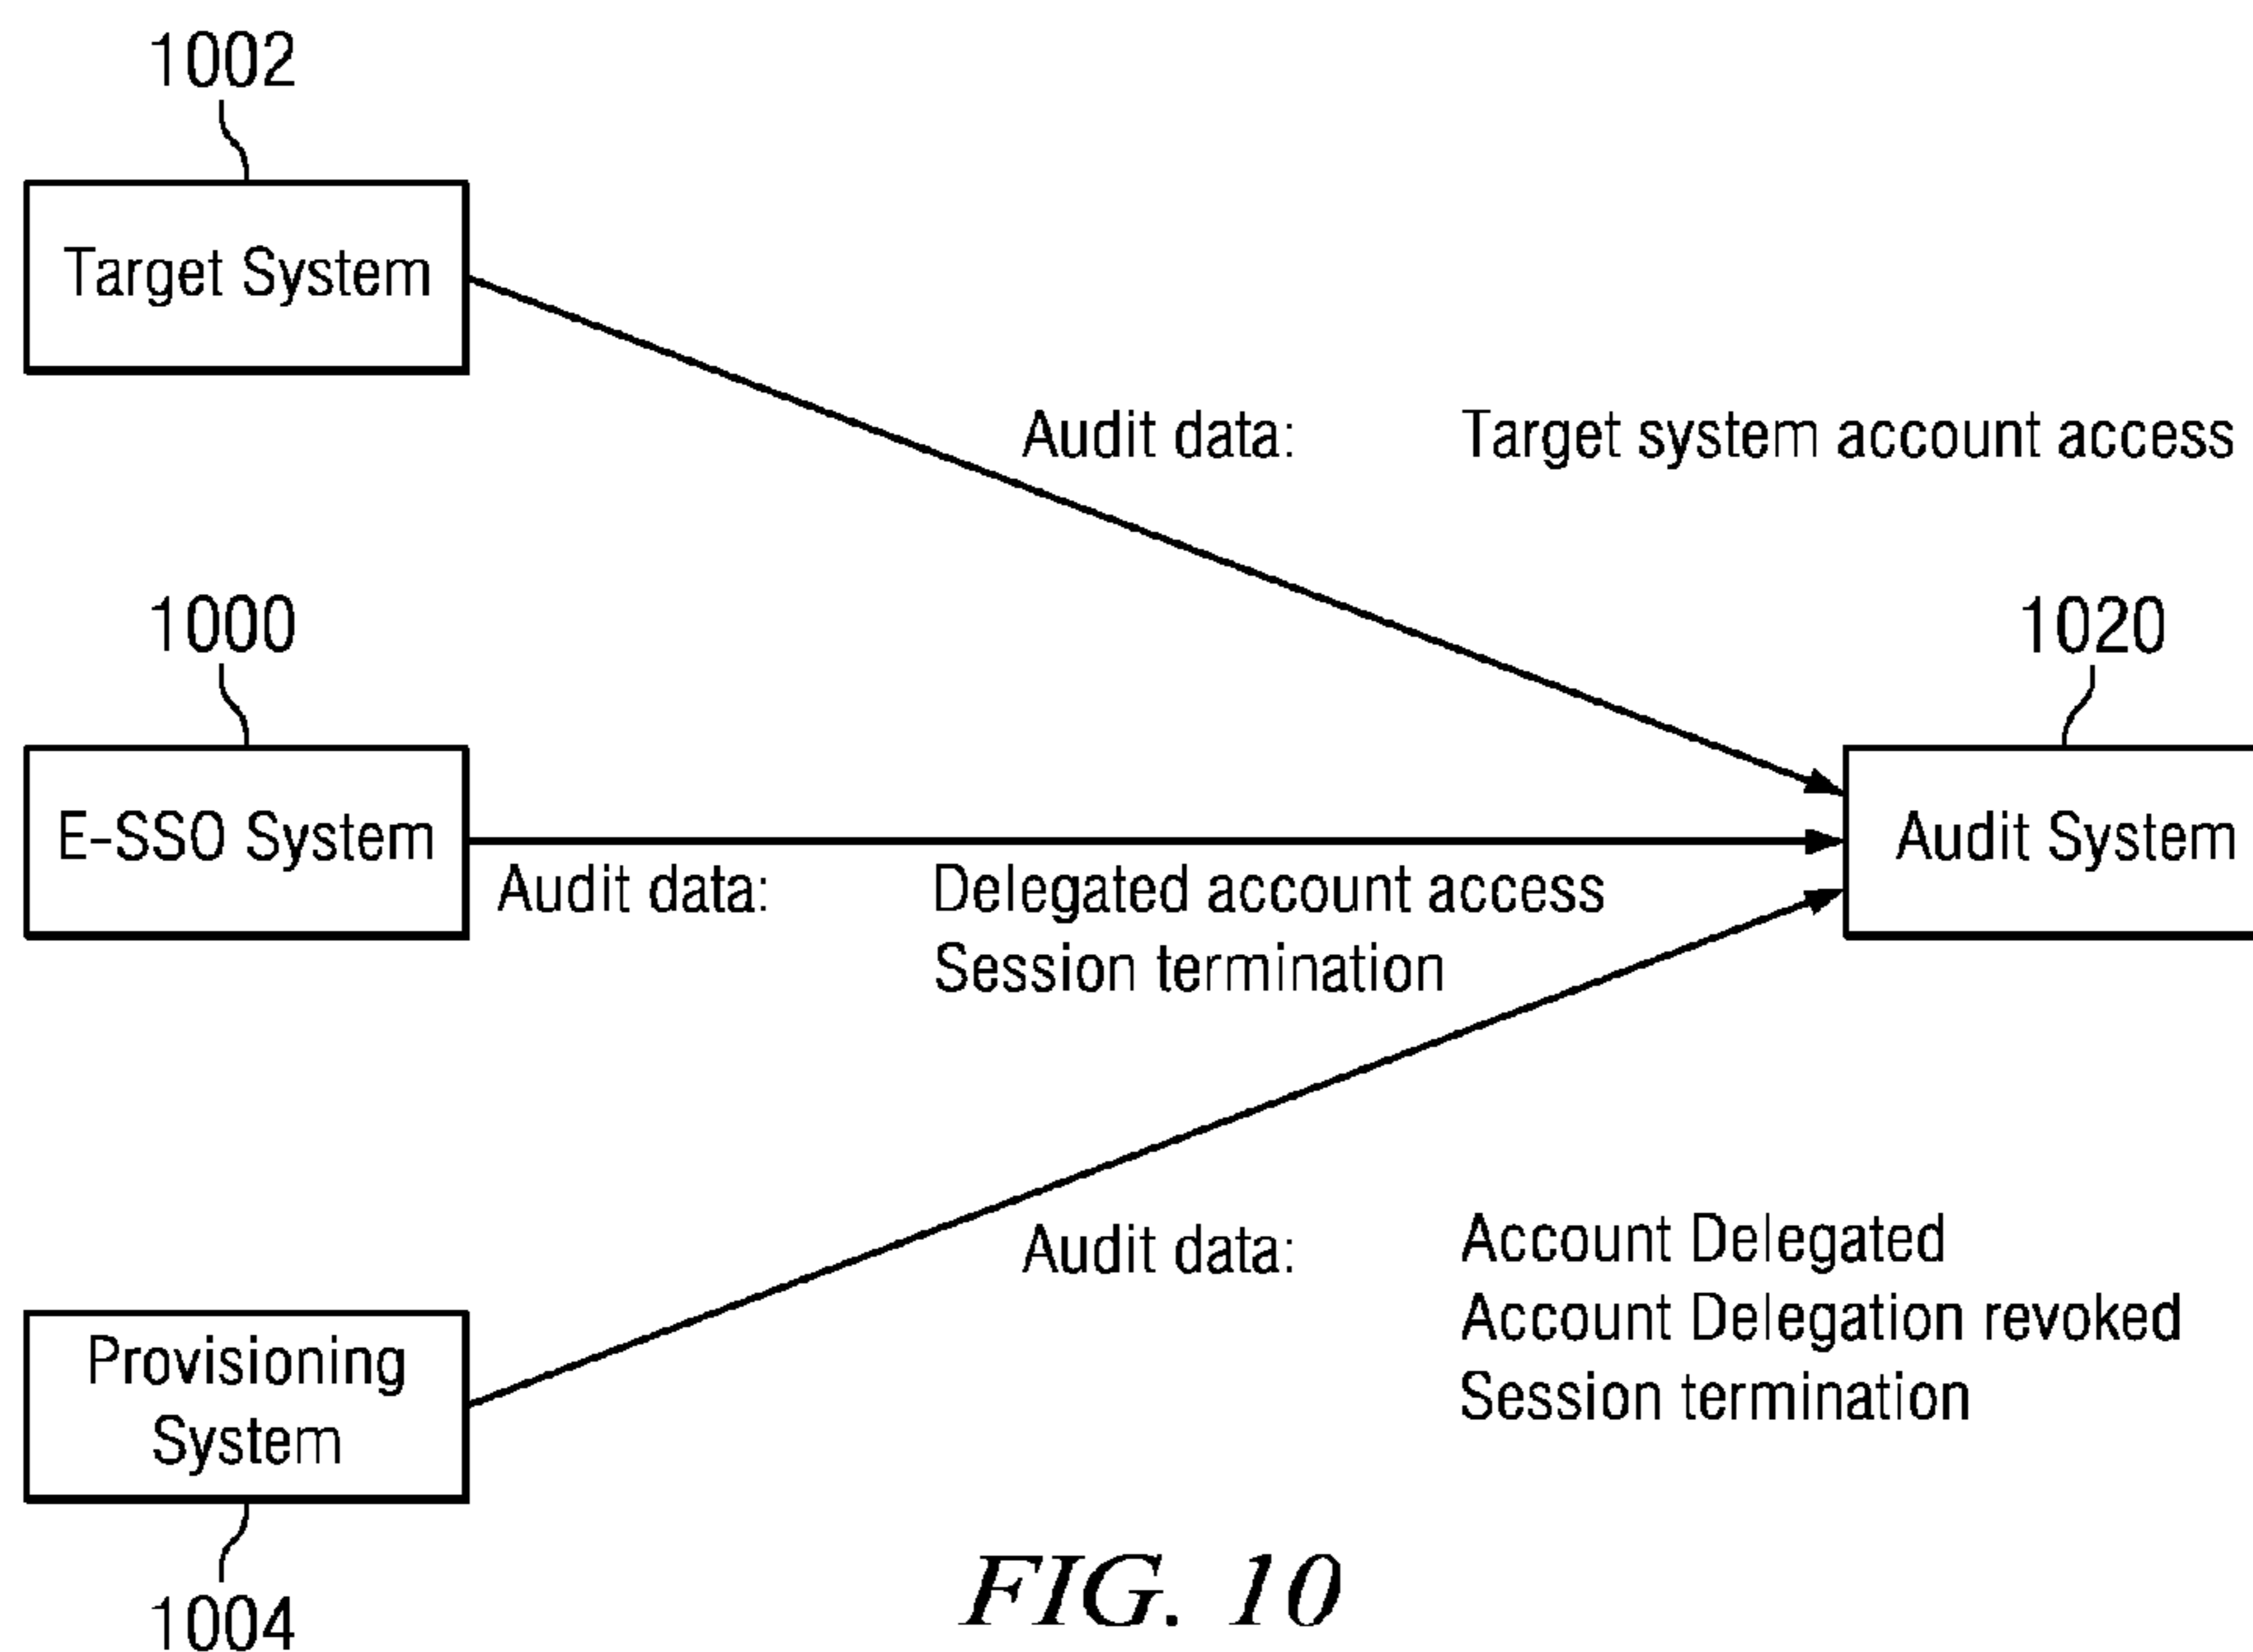 1002
Target System
Audit data: Target system account access
1000
1020
E-SSO System
Audit System
Audit data: Delegated account access
Session termination
Audit data: Account Delegated
Account Delegation revoked
Session termination
Provisioning
System
1004
FIG. 10